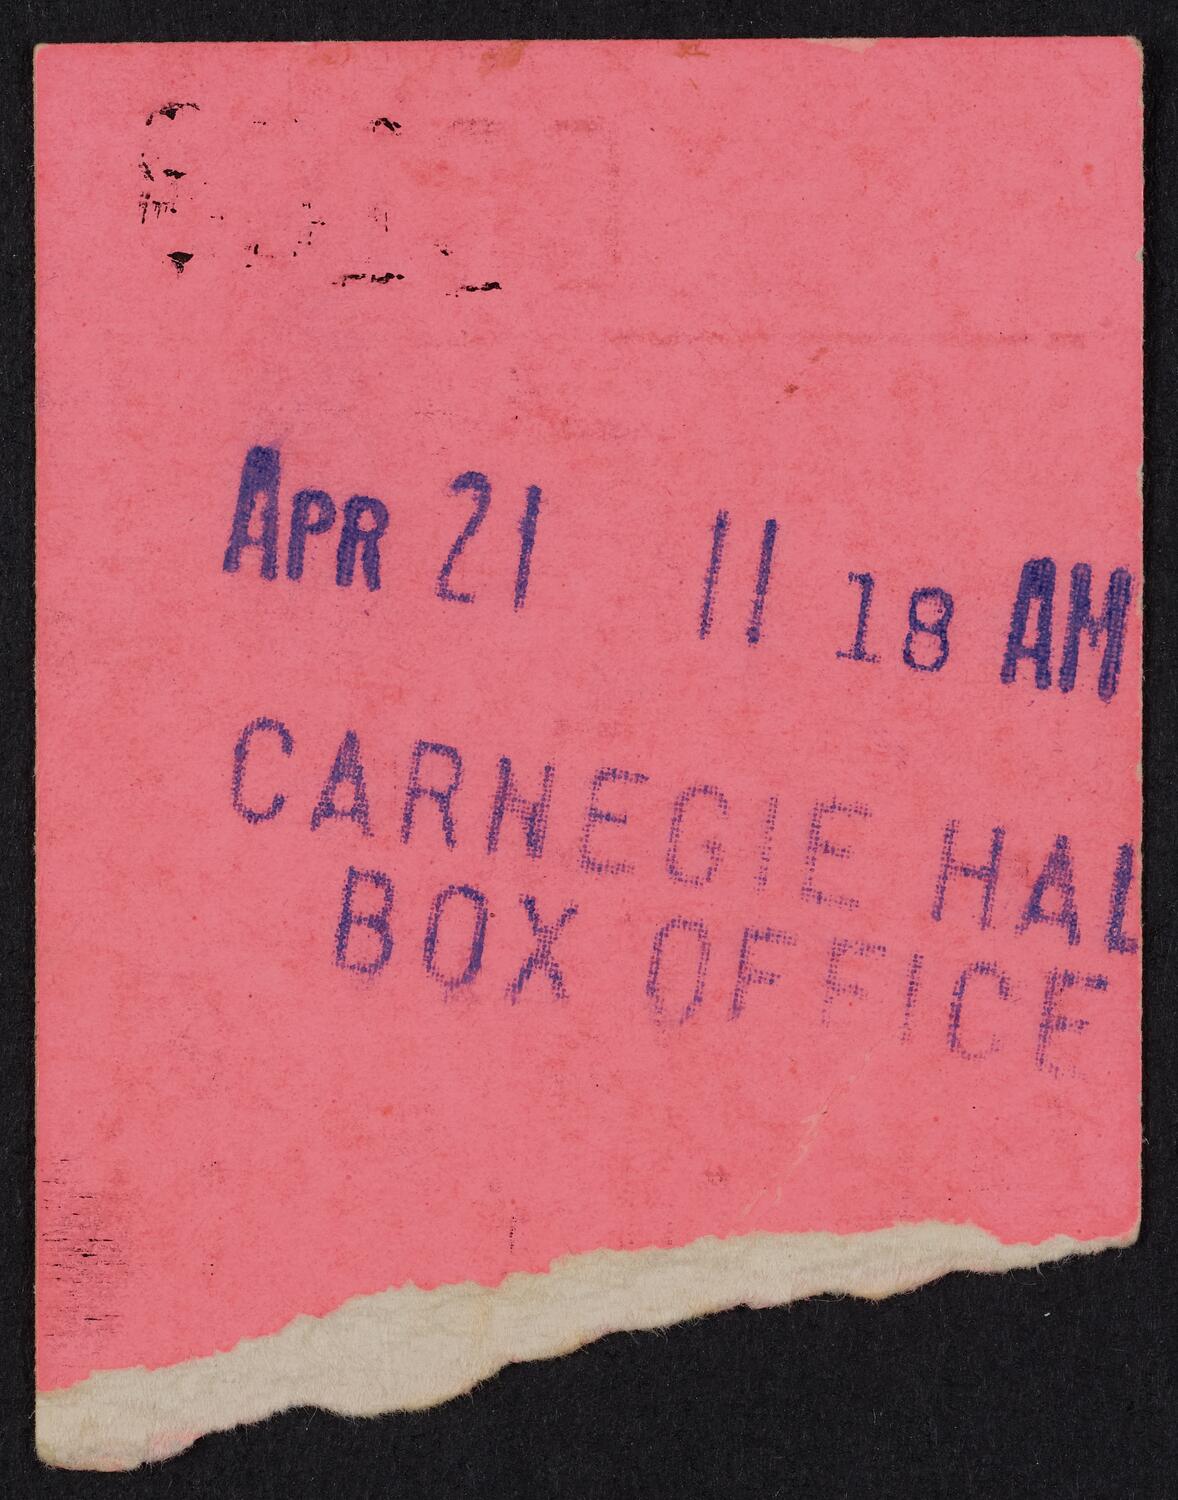 APR 21 11 18 AM
CARNEGIE HAL
BOX OFFICE